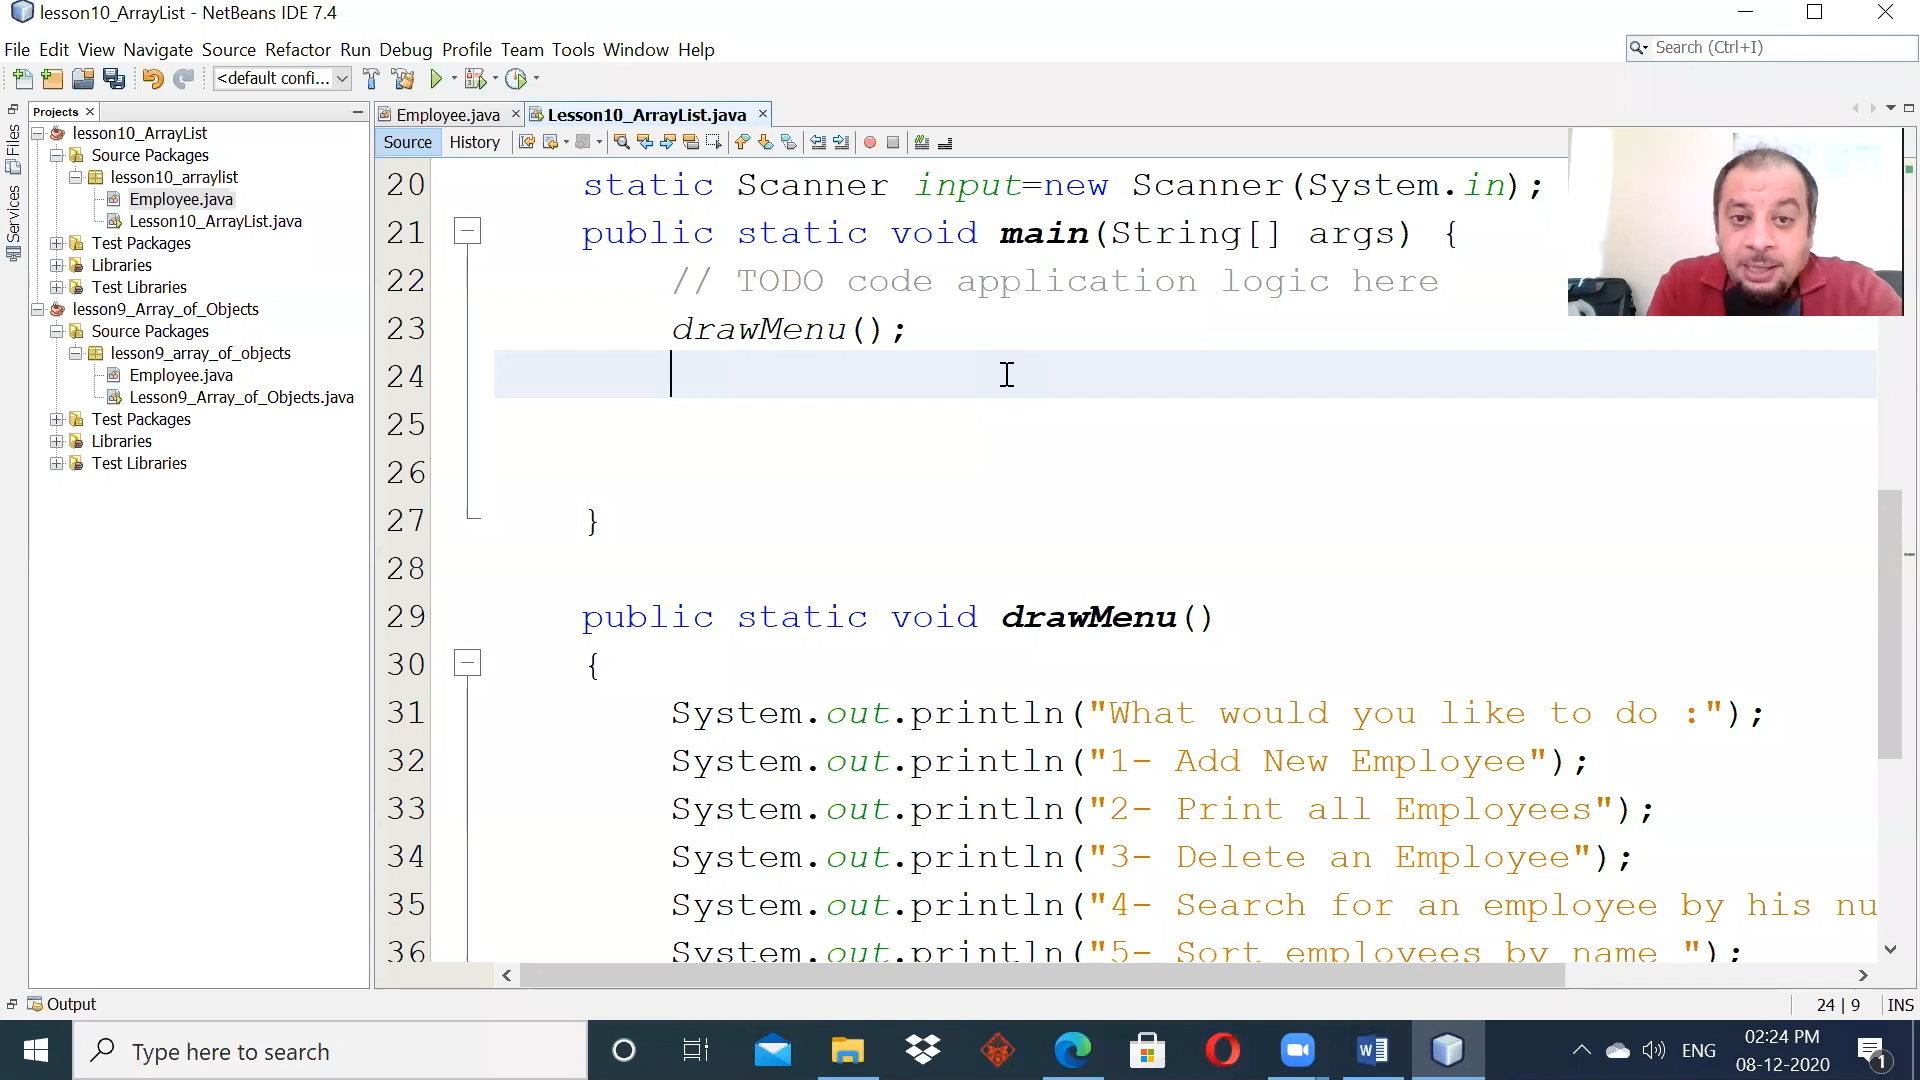 lesson10_ArrayList - NetBeans IDE 7.4
File Edit View Navigate Source Refactor Run Debug Profile Team Tools Window Help
Search (Ctrl+I)
<default confi...
Files
Services
Projects
lesson10_ArrayList
Source Packages
lesson10_arraylist
Employee.java
Lesson10_ArrayList.java
Test Packages
Libraries
Test Libraries
lesson9_Array_of_Objects
Source Packages
lesson9_array_of_objects
Employee.java
Lesson9_Array_of_Objects.java
Test Packages
Libraries
Test Libraries
Employee.java Lesson10_ArrayList.java
Source History
20 static Scanner input=new Scanner(System.in);
21 public static void main(String[] args) {
22 // TODO code application logic here
23 drawMenu();
24
25
26
27 }
28
29 public static void drawMenu()
30 {
31 System.out.println("What would you like to do :");
32 System.out.println("1- Add New Employee");
33 System.out.println("2- Print all Employees");
34 System.out.println("3- Delete an Employee");
35 System.out.println("4- Search for an employee by his nu
36 System.out.println("5- Sort employees by name ");
Output
24 | 9 INS
Type here to search
ENG
02:24 PM
08-12-2020
1